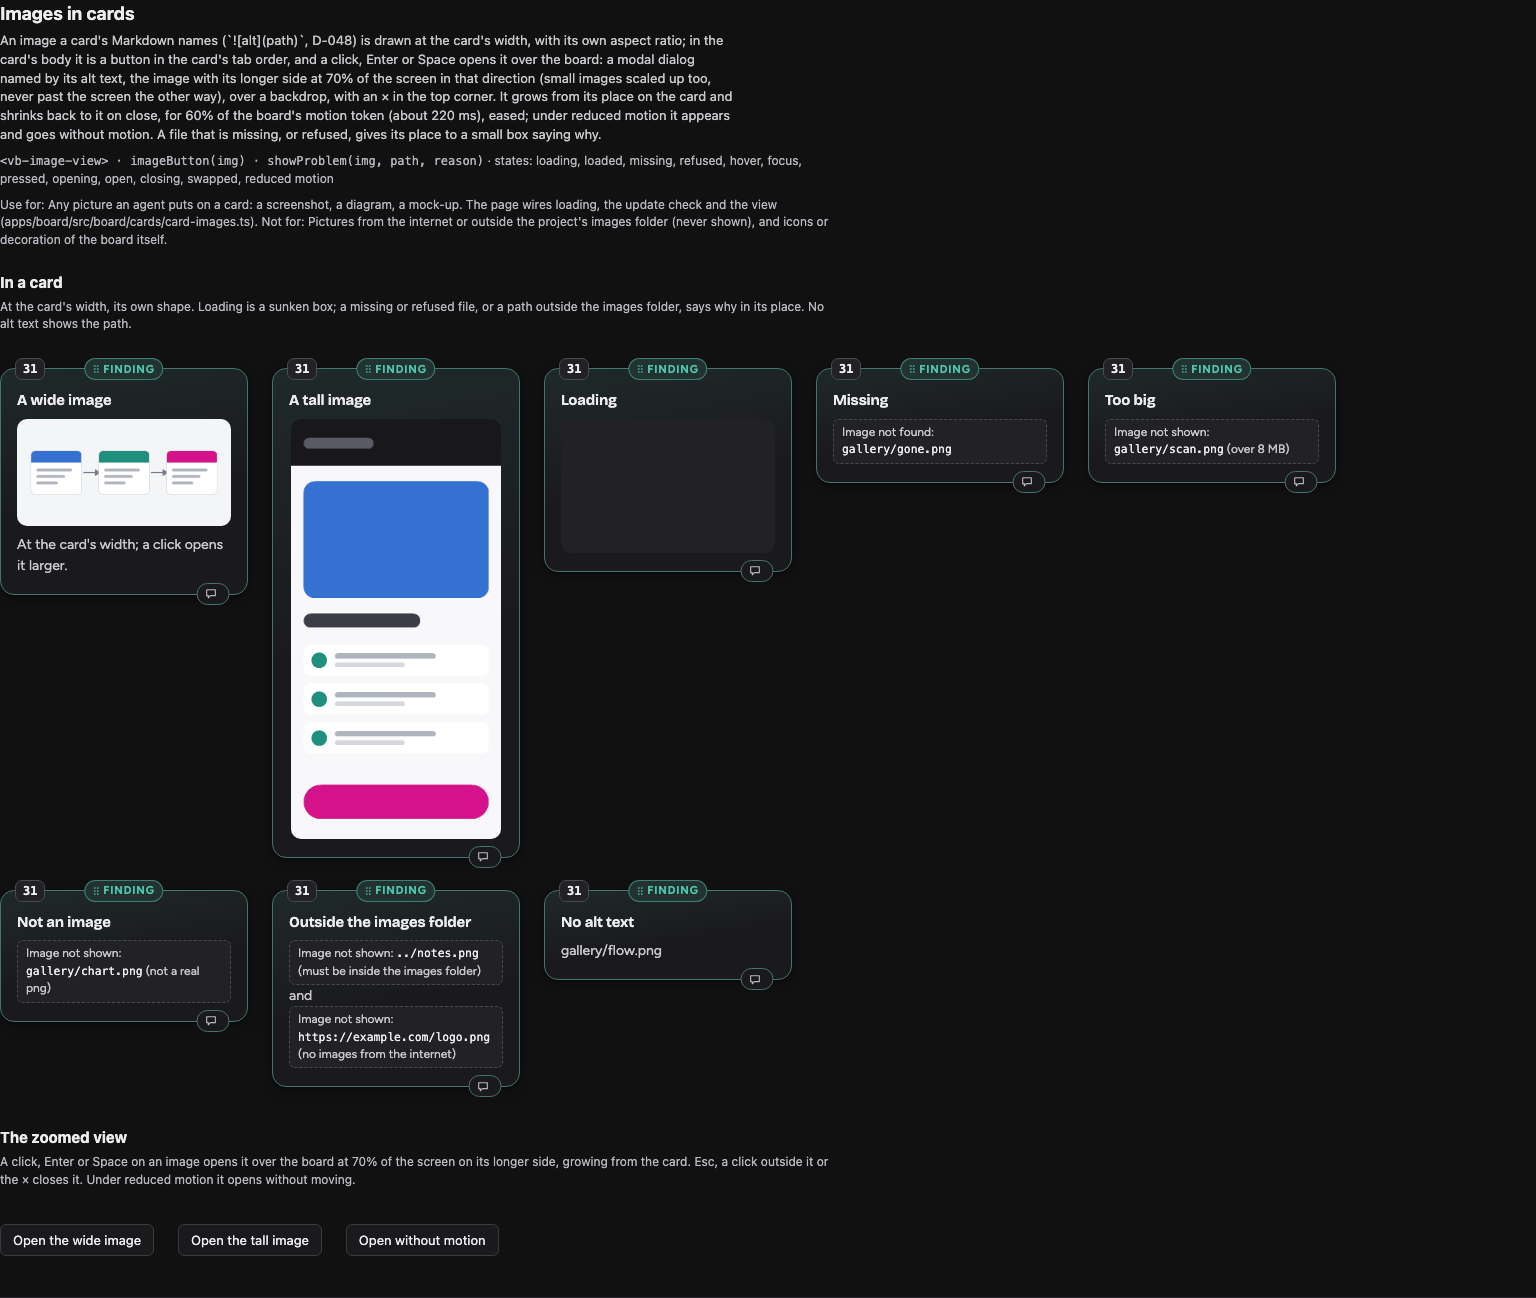 Images in cards
An image a card's Markdown names (`![alt](path)`, D-048) is drawn at the card's width, with its own aspect ratio; in the
card's body it is a button in the card's tab order, and a click, Enter or Space opens it over the board: a modal dialog
named by its alt text, the image with its longer side at 70% of the screen in that direction (small images scaled up too,
never past the screen the other way), over a backdrop, with an × in the top corner. It grows from its place on the card and
shrinks back to it on close, for 60% of the board's motion token (about 220 ms), eased; under reduced motion it appears
and goes without motion. A file that is missing, or refused, gives its place to a small box saying why.
<vb-image-view> · imageButton(img) · showProblem(img, path, reason) · states: loading, loaded, missing, refused, hover, focus,
pressed, opening, open, closing, swapped, reduced motion
Use for: Any picture an agent puts on a card: a screenshot, a diagram, a mock-up. The page wires loading, the update check and the view
(apps/board/src/board/cards/card-images.ts). Not for: Pictures from the internet or outside the project's images folder (never shown), and icons or
decoration of the board itself.
In a card
At the card's width, its own shape. Loading is a sunken box; a missing or refused file, or a path outside the images folder, says why in its place. No
alt text shows the path.
31 FINDING
A wide image
At the card's width; a click opens
it larger.
31 FINDING
A tall image
31 FINDING
Loading
31 FINDING
Missing
Image not found:
gallery/gone.png
31 FINDING
Too big
Image not shown:
gallery/scan.png (over 8 MB)
31 FINDING
Not an image
Image not shown:
gallery/chart.png (not a real
png)
31 FINDING
Outside the images folder
Image not shown: ../notes.png
(must be inside the images folder)
and
Image not shown:
https://example.com/logo.png
(no images from the internet)
31 FINDING
No alt text
gallery/flow.png
The zoomed view
A click, Enter or Space on an image opens it over the board at 70% of the screen on its longer side, growing from the card. Esc, a click outside it or
the × closes it. Under reduced motion it opens without moving.
Open the wide image
Open the tall image
Open without motion